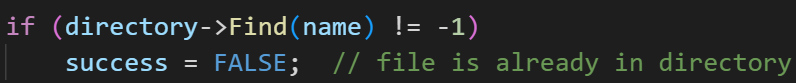 if (directory->Find(name) != -1)
    success = FALSE;  // file is already in directory